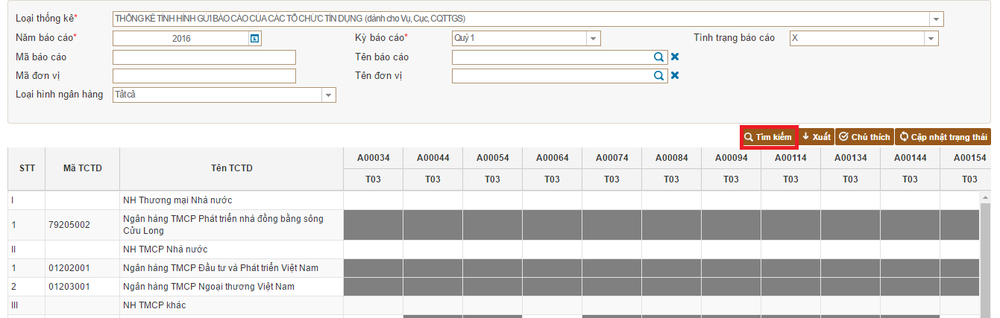 Loại thống kê* THỐNG KÊ TÌNH HÌNH GỬI BÁO CÁO CỦA CÁC TỔ CHỨC TÍN DỤNG (dành cho Vụ, Cục, CQTTGS)
Năm báo cáo* 2016 Kỳ báo cáo* Quý 1 Tình trạng báo cáo X
Mã báo cáo Tên báo cáo
Mã đơn vị Tên đơn vị
Loại hình ngân hàng Tất cả
Tìm kiếm Xuất Chú thích Cập nhật trạng thái
STT Mã TCTD Tên TCTD A00034 A00044 A00054 A00064 A00074 A00084 A00094 A00114 A00134 A00144 A00154
T03 T03 T03 T03 T03 T03 T03 T03 T03 T03 T03
I NH Thương mại Nhà nước
1 79205002 Ngân hàng TMCP Phát triển nhà đồng bằng sông
Cửu Long
II NH TMCP Nhà nước
1 01202001 Ngân hàng TMCP Đầu tư và Phát triển Việt Nam
2 01203001 Ngân hàng TMCP Ngoại thương Việt Nam
III NH TMCP khác